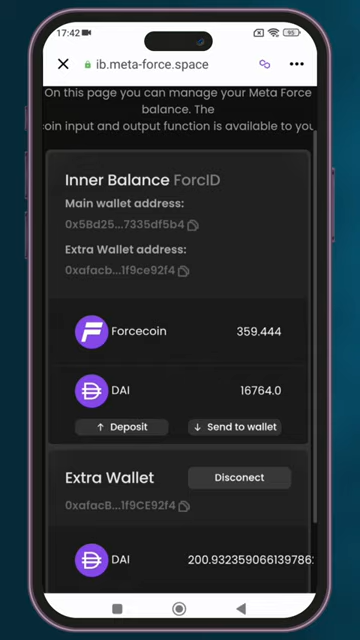 17:42
95
ib.meta-force.space
On this page you can manage your Meta Force
balance. The
coin input and output function is available to you
Inner Balance ForcID
Main wallet address:
0x5Bd25...7335df5b4
Extra Wallet address:
0xafacb...1f9ce92f4
Forcecoin 359.444
DAI 16764.0
↑ Deposit ↓ Send to wallet
Extra Wallet Disconect
0xafacB...1f9CE92f4
DAI 200.932359066139786